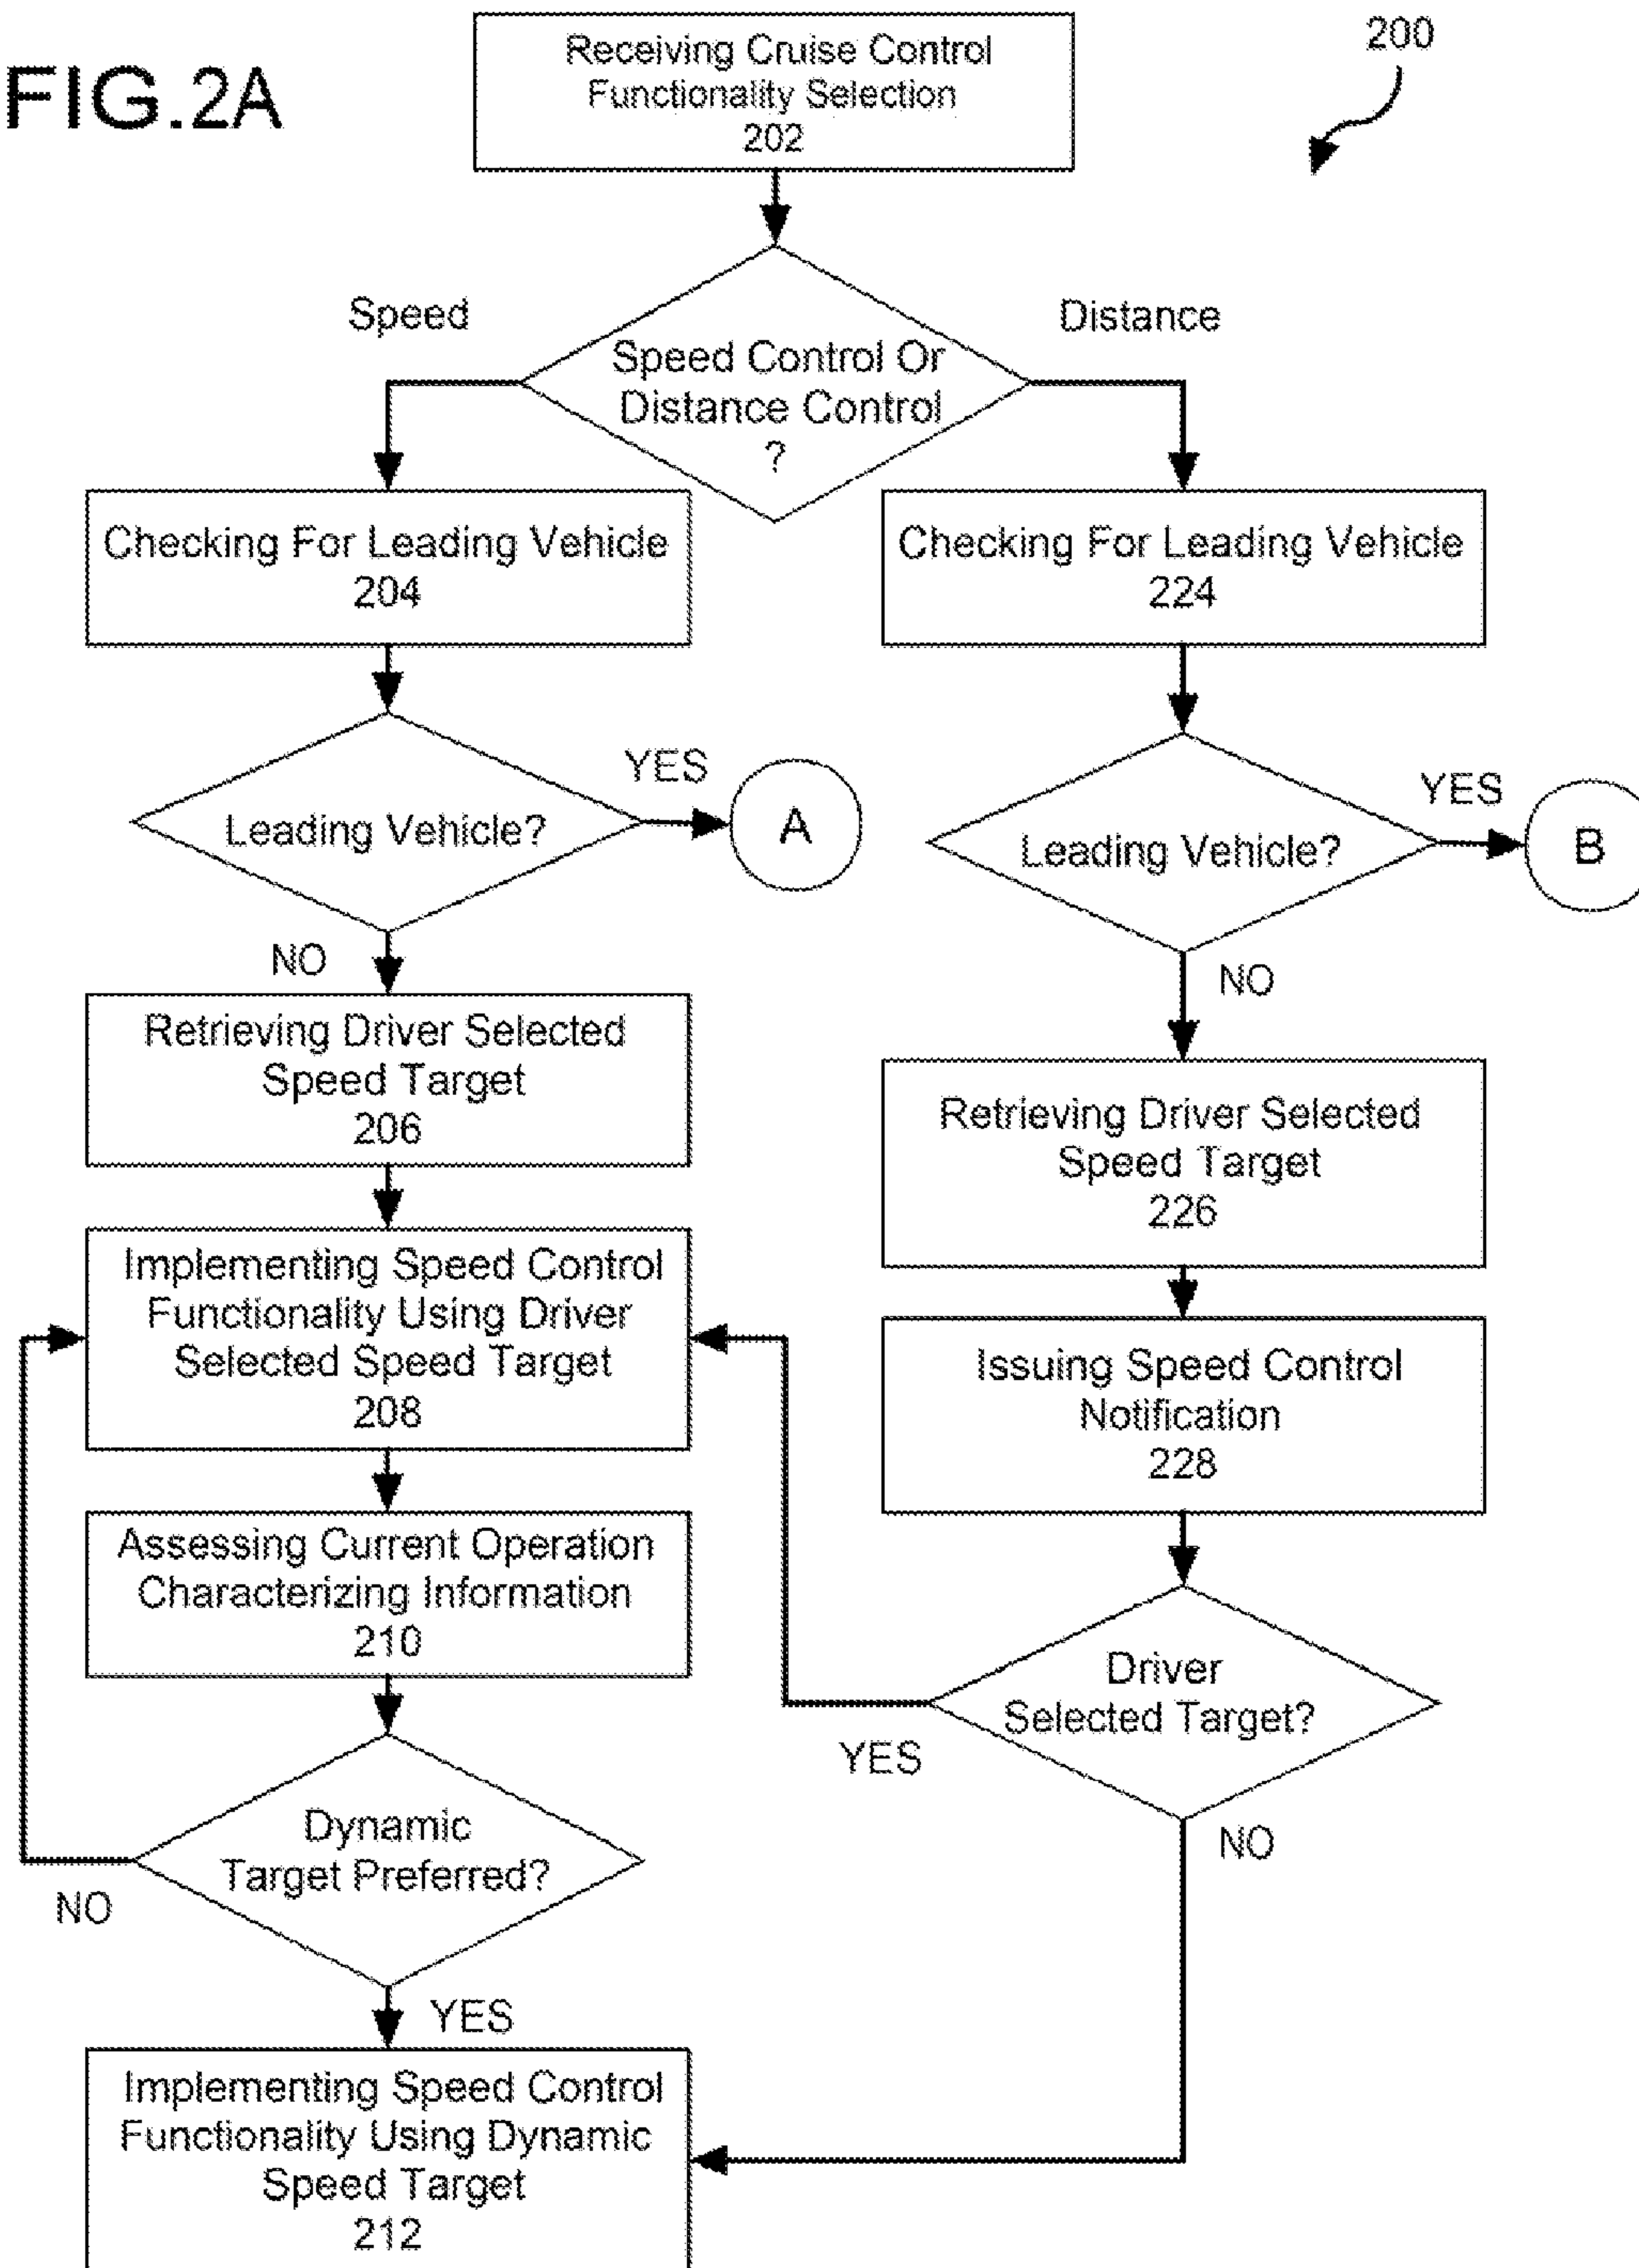 FIG.2A
200
Receiving Cruise Control
Functionality Selection
202
Speed
Distance
Speed Control Or
Distance Control
?
Checking For Leading Vehicle
204
Checking For Leading Vehicle
224
Leading Vehicle?
YES
A
Leading Vehicle?
YES
B
NO
NO
Retrieving Driver Selected
Speed Target
206
Retrieving Driver Selected
Speed Target
226
Implementing Speed Control
Functionality Using Driver
Selected Speed Target
208
Issuing Speed Control
Notification
228
Assessing Current Operation
Characterizing Information
210
Driver
Selected Target?
YES
NO
Dynamic
Target Preferred?
NO
YES
Implementing Speed Control
Functionality Using Dynamic
Speed Target
212